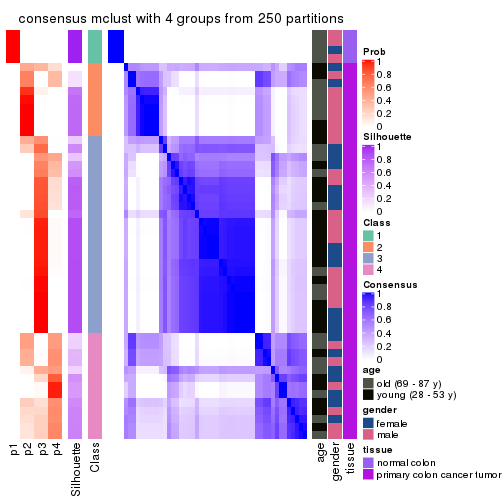 consensus mclust with 4 groups from 250 partitions
Prob
1
0.8
0.6
0.4
0.2
0
Silhouette
1
0.8
0.6
0.4
0.2
0
Class
1
2
3
4
Consensus
1
0.8
0.6
0.4
0.2
0
age
old (69 - 87 y)
young (28 - 53 y)
gender
female
male
tissue
normal colon
primary colon cancer tumor
p1
p2
p3
p4
Silhouette
Class
age
gender
tissue